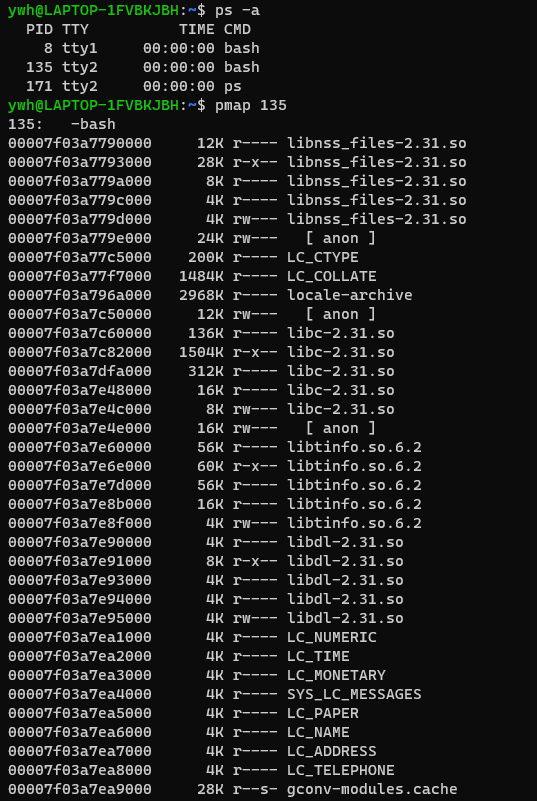 ywh@LAPTOP-1FVBKJBH:~$ ps -a
  PID TTY          TIME CMD
    8 tty1     00:00:00 bash
  135 tty2     00:00:00 bash
  171 tty2     00:00:00 ps
ywh@LAPTOP-1FVBKJBH:~$ pmap 135
135:   -bash
00007f03a7790000     12K r---- libnss_files-2.31.so
00007f03a7793000     28K r-x-- libnss_files-2.31.so
00007f03a779a000      8K r---- libnss_files-2.31.so
00007f03a779c000      4K r---- libnss_files-2.31.so
00007f03a779d000      4K rw--- libnss_files-2.31.so
00007f03a779e000     24K rw---   [ anon ]
00007f03a77c5000    200K r---- LC_CTYPE
00007f03a77f7000   1484K r---- LC_COLLATE
00007f03a796a000   2968K r---- locale-archive
00007f03a7c50000     12K rw---   [ anon ]
00007f03a7c60000    136K r---- libc-2.31.so
00007f03a7c82000   1504K r-x-- libc-2.31.so
00007f03a7dfa000    312K r---- libc-2.31.so
00007f03a7e48000     16K r---- libc-2.31.so
00007f03a7e4c000      8K rw--- libc-2.31.so
00007f03a7e4e000     16K rw---   [ anon ]
00007f03a7e60000     56K r---- libtinfo.so.6.2
00007f03a7e6e000     60K r-x-- libtinfo.so.6.2
00007f03a7e7d000     56K r---- libtinfo.so.6.2
00007f03a7e8b000     16K r---- libtinfo.so.6.2
00007f03a7e8f000      4K rw--- libtinfo.so.6.2
00007f03a7e90000      4K r---- libdl-2.31.so
00007f03a7e91000      8K r-x-- libdl-2.31.so
00007f03a7e93000      4K r---- libdl-2.31.so
00007f03a7e94000      4K r---- libdl-2.31.so
00007f03a7e95000      4K rw--- libdl-2.31.so
00007f03a7ea1000      4K r---- LC_NUMERIC
00007f03a7ea2000      4K r---- LC_TIME
00007f03a7ea3000      4K r---- LC_MONETARY
00007f03a7ea4000      4K r---- SYS_LC_MESSAGES
00007f03a7ea5000      4K r---- LC_PAPER
00007f03a7ea6000      4K r---- LC_NAME
00007f03a7ea7000      4K r---- LC_ADDRESS
00007f03a7ea8000      4K r---- LC_TELEPHONE
00007f03a7ea9000     28K r--s- gconv-modules.cache